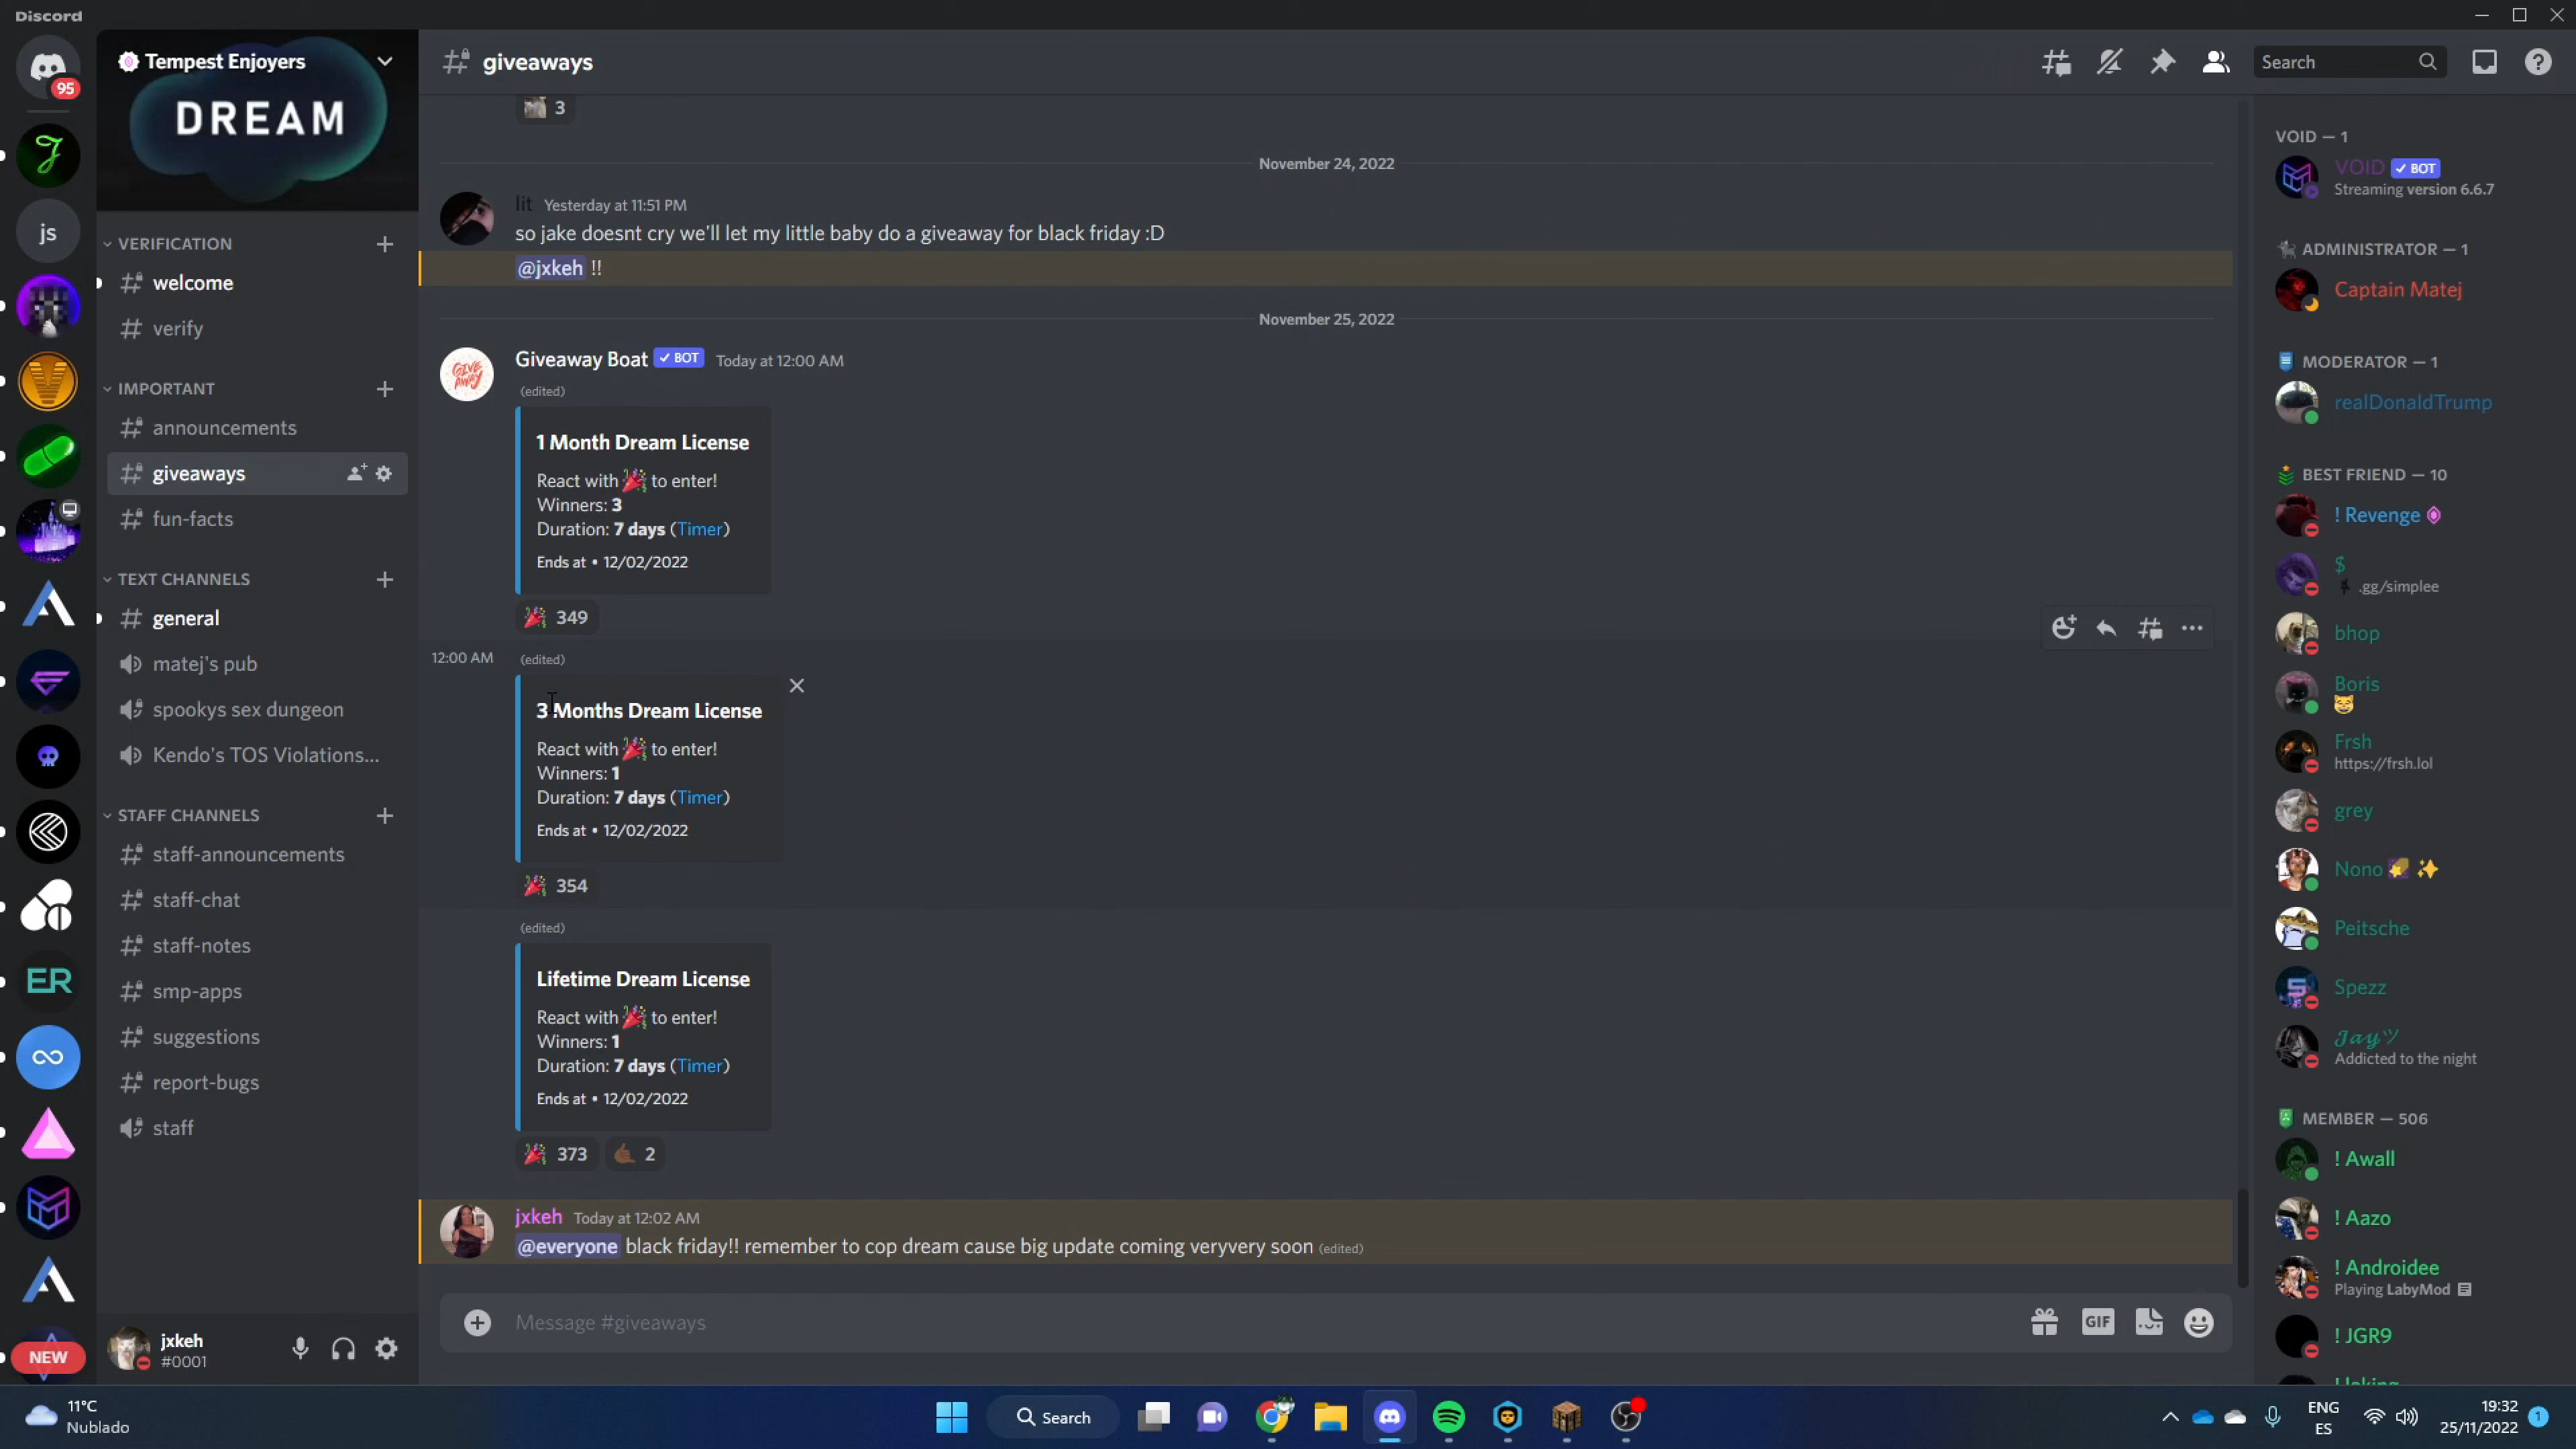 Discord
95
js
ER
NEW
Tempest Enjoyers
DREAM
VERIFICATION
welcome
verify
IMPORTANT
announcements
giveaways
fun-facts
TEXT CHANNELS
general
matej's pub
spookys sex dungeon
Kendo's TOS Violations...
STAFF CHANNELS
staff-announcements
staff-chat
staff-notes
smp-apps
suggestions
report-bugs
staff
jxkeh
#0001
giveaways
Search
3
November 24, 2022
lit Yesterday at 11:51 PM
so jake doesnt cry we'll let my little baby do a giveaway for black friday :D
@jxkeh !!
November 25, 2022
Giveaway Boat ✓ BOT Today at 12:00 AM
(edited)
1 Month Dream License
React with 🎉 to enter!
Winners: 3
Duration: 7 days (Timer)
Ends at • 12/02/2022
🎉 349
12:00 AM (edited)
3 Months Dream License
React with 🎉 to enter!
Winners: 1
Duration: 7 days (Timer)
Ends at • 12/02/2022
🎉 354
(edited)
Lifetime Dream License
React with 🎉 to enter!
Winners: 1
Duration: 7 days (Timer)
Ends at • 12/02/2022
🎉 373 🤙🏾 2
jxkeh Today at 12:02 AM
@everyone black friday!! remember to cop dream cause big update coming veryvery soon (edited)
Message #giveaways
GIF
VOID — 1
VOID ✓ BOT
Streaming version 6.6.7
ADMINISTRATOR — 1
Captain Matej
MODERATOR — 1
realDonaldTrump
BEST FRIEND — 10
! Revenge
$
.gg/simplee
bhop
Boris
Frsh
https://frsh.lol
grey
Nono
Peitsche
Spezz
𝓙𝓪𝔂ツ
Addicted to the night
MEMBER — 506
! Awall
! Aazo
! Androidee
Playing LabyMod
! JGR9
11°C
Nublado
Search
ENG
ES
19:32
25/11/2022
1